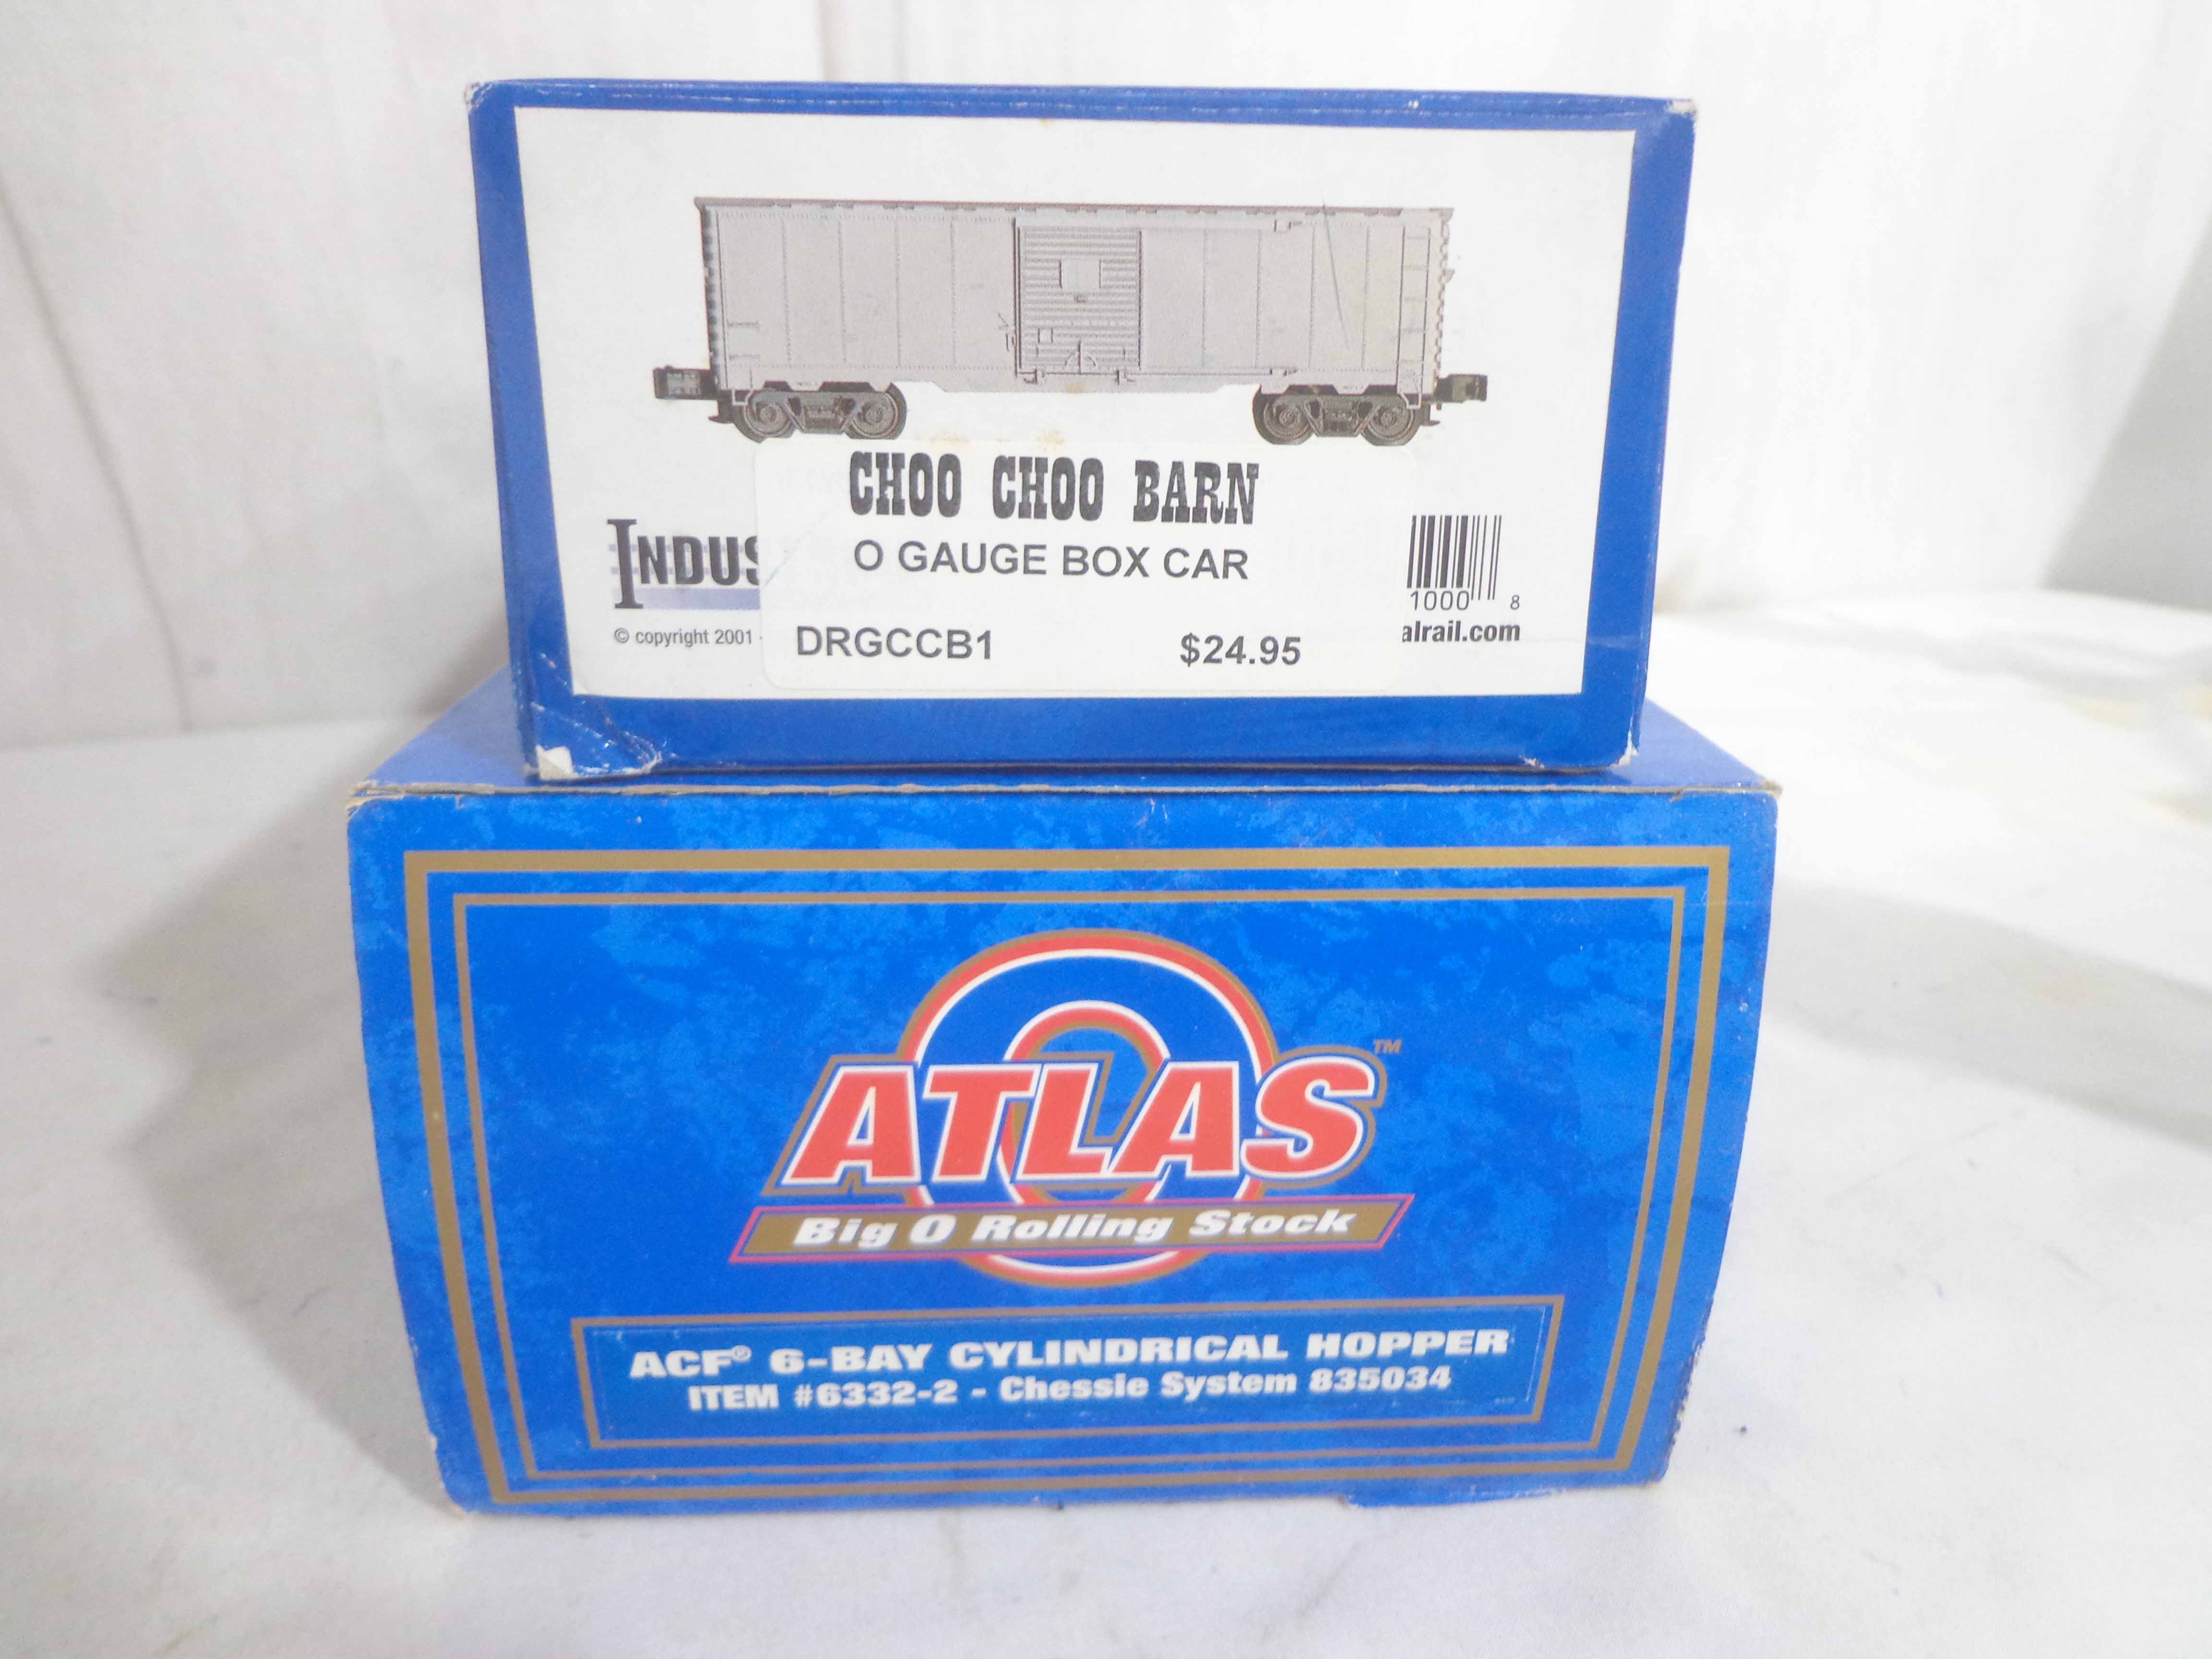 CHOO CHOO BARN
O GAUGE BOX CAR
INDUS
1000 8
© copyright 2001
alrail.com
DRGCCB1 $24.95
ATLAS™
Big O Rolling Stock
ACF® 6-BAY CYLINDRICAL HOPPER
ITEM #6332-2 - Chessie System 835034